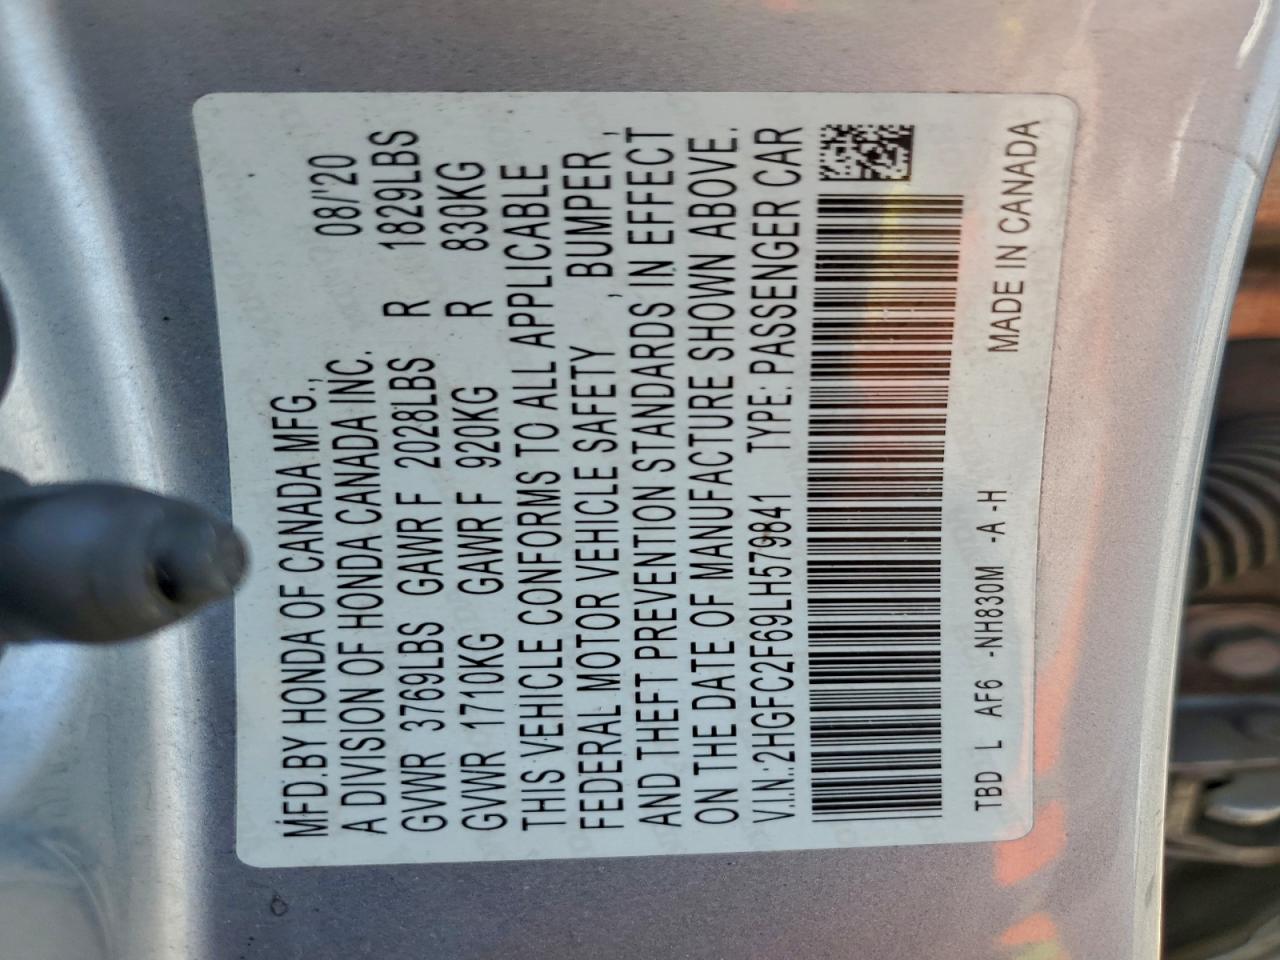 MFD.BY HONDA OF CANADA MFG.,
A DIVISION OF HONDA CANADA INC. 08/'20
GVWR 3769LBS GAWR F 2028LBS R 1829LBS
GVWR 1710KG GAWR F 920KG R 830KG
THIS VEHICLE CONFORMS TO ALL APPLICABLE
FEDERAL MOTOR VEHICLE SAFETY , BUMPER ,
AND THEFT PREVENTION STANDARDS IN EFFECT
ON THE DATE OF MANUFACTURE SHOWN ABOVE.
V.I.N.:2HGFC2F69LH579841 TYPE: PASSENGER CAR
TBD L AF6 -NH830M -A -H MADE IN CANADA